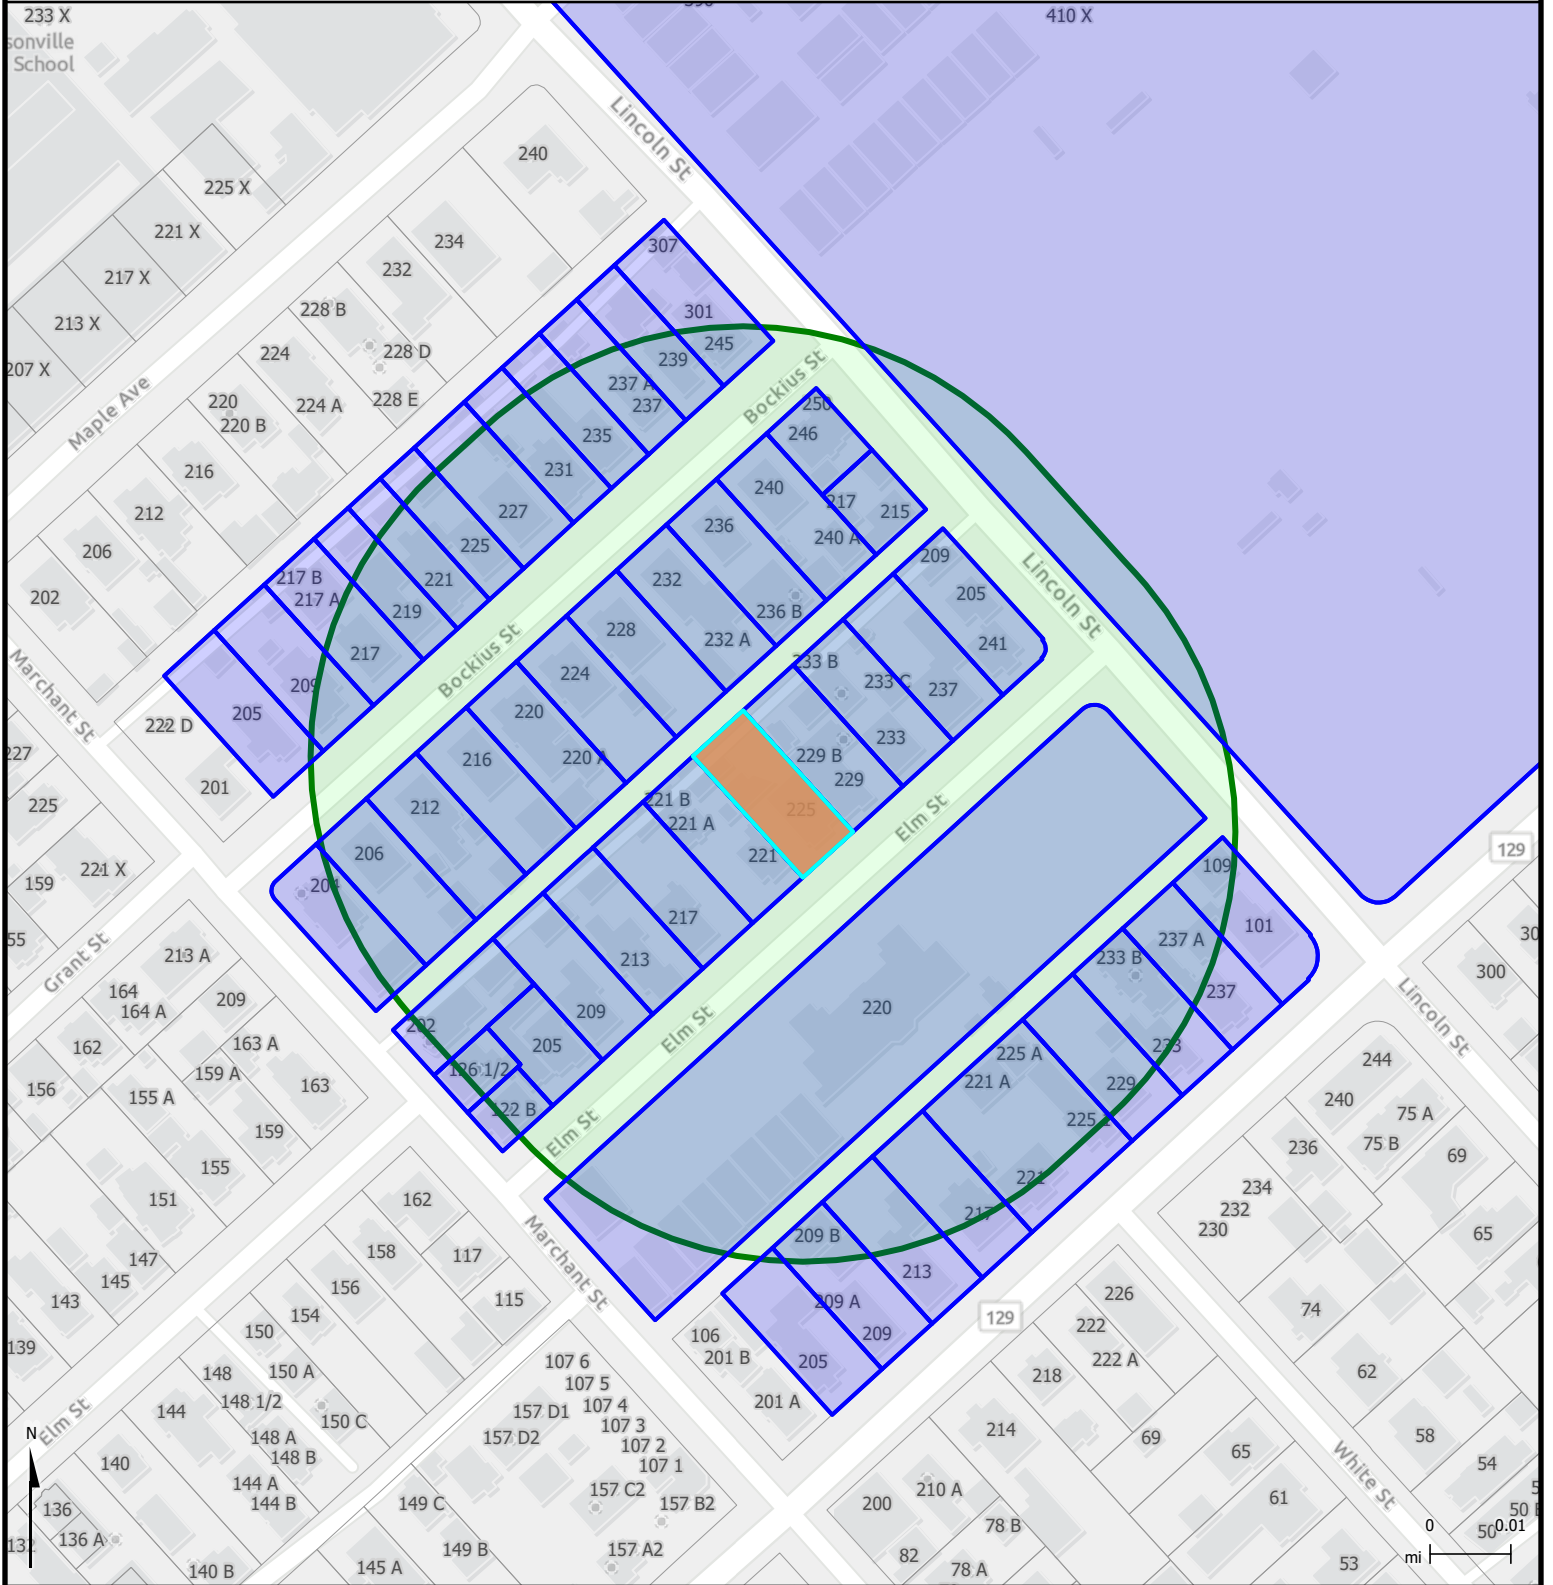 233 X
410 X
sonville
School
Lincoln St
240
225 X
234
221 X
307
232
217 X
228 B
301
213 X
245
224
228 D
239
207 X
Bockius St
237 A
Maple Ave
220
224 A
228 E
237
250
220 B
235
246
216
231
240
217
215
212
227
236
240 A
206
225
209
217 B
221
232
205
Lincoln St
202
217 A
219
236 B
228
232 A
241
217
233 B
Marchant St
209
Bockius St
224
233 C
237
205
220
222 D
233
227
216
220 A
229 B
229
201
225
212
221 B
225
Elm St
221 A
129
206
221
109
159
221 X
204
217
101
55
213 A
213
237 A
Grant St
233 B
300
164
164 A
209
237
220
209
Lincoln St
202
Elm St
162
163 A
205
233
225 A
244
159 A
126 1/2
156
163
221 A
229
155 A
240
75 A
122 B
225
159
Elm St
236
75 B
69
155
221
234
151
162
217
232
230
65
158
117
209 B
147
145
156
213
Marchant St
143
154
115
209 A
226
74
129
150
209
222
139
106
201 B
205
222 A
107 6
148
150 A
218
62
107 5
148 1/2
201 A
144
107 4
157 D1
Elm St
150 C
107 3
214
58
148 A
157 D2
107 2
69
65
148 B
107 1
54
N
140
White St
144 A
157 C2
210 A
61
144 B
149 C
157 B2
200
136
78 B
0
0.01
50
136 A
132
149 B
157 A2
82
mi
53
140 B
145 A
78 A